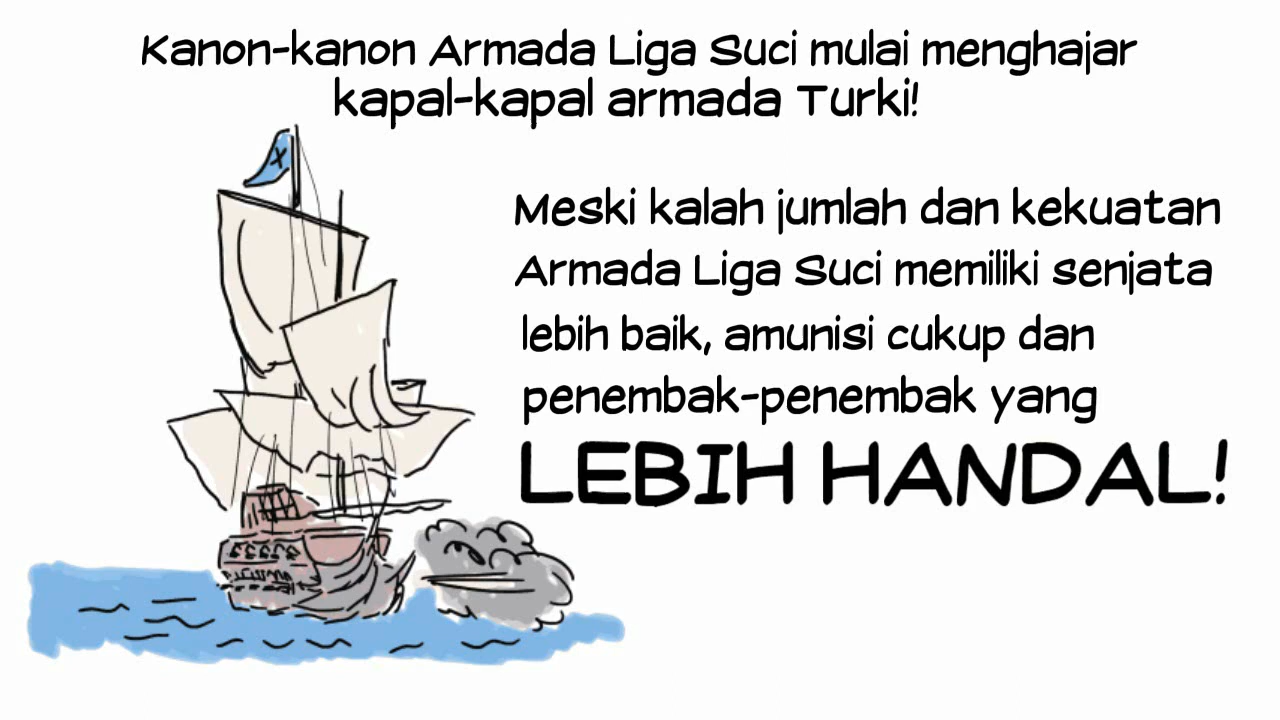 Kanon-kanon Armada Liga Suci mulai menghajar
kapal-kapal armada Turki!
Meski kalah jumlah dan kekuatan
Armada Liga Suci memiliki senjata
lebih baik, amunisi cukup dan
penembak-penembak yang
LEBIH HANDAL!